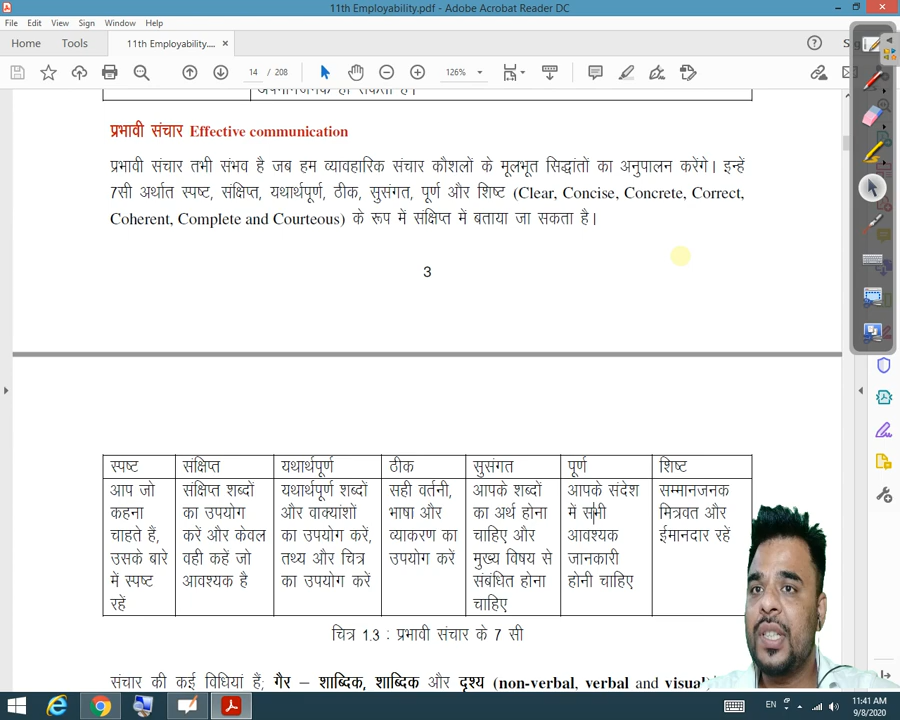 11th Employability.pdf - Adobe Acrobat Reader DC
File Edit View Sign Window Help
Home Tools 11th Employability....
14 / 208 126%
प्रभावी संचार Effective communication
प्रभावी संचार तभी संभव है जब हम व्यावहारिक संचार कौशलों के मूलभूत सिद्धांतों का अनुपालन करेंगे। इन्हें
7सी अर्थात स्पष्ट, संक्षिप्त, यथार्थपूर्ण, ठीक, सुसंगत, पूर्ण और शिष्ट (Clear, Concise, Concrete, Correct,
Coherent, Complete and Courteous) के रूप में संक्षिप्त में बताया जा सकता है।
3
स्पष्ट संक्षिप्त यथार्थपूर्ण ठीक सुसंगत पूर्ण शिष्ट
आप जो संक्षिप्त शब्दों यथार्थपूर्ण शब्दों सही वर्तनी, आपके शब्दों आपके संदेश सम्मानजनक
कहना का उपयोग और वाक्यांशों भाषा और का अर्थ होना में सभी मित्रवत और
चाहते हैं, करें और केवल का उपयोग करें, व्याकरण का चाहिए और आवश्यक ईमानदार रहें
उसके बारे वही कहें जो तथ्य और चित्र उपयोग करें मुख्य विषय से जानकारी
में स्पष्ट आवश्यक है का उपयोग करें संबंधित होना होनी चाहिए
रहें चाहिए
चित्र 1.3 : प्रभावी संचार के 7 सी
संचार की कई विधियां हैं; गैर – शाब्दिक, शाब्दिक और दृश्य (non-verbal, verbal and visual)
EN 11:41 AM
9/8/2020